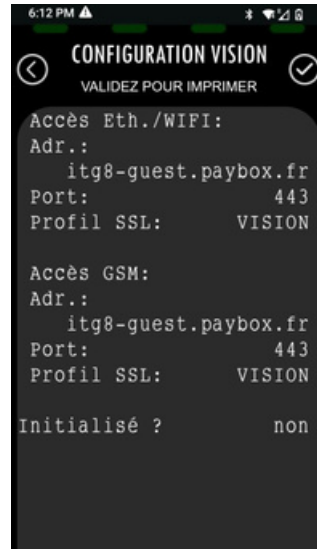 6:12 PM
CONFIGURATION VISION
VALIDEZ POUR IMPRIMER
Accès Eth./WIFI:
Adr.:
itg8-guest.paybox.fr
Port: 443
Profil SSL: VISION
Accès GSM:
Adr.:
itg8-guest.paybox.fr
Port: 443
Profil SSL: VISION
Initialisé ? non